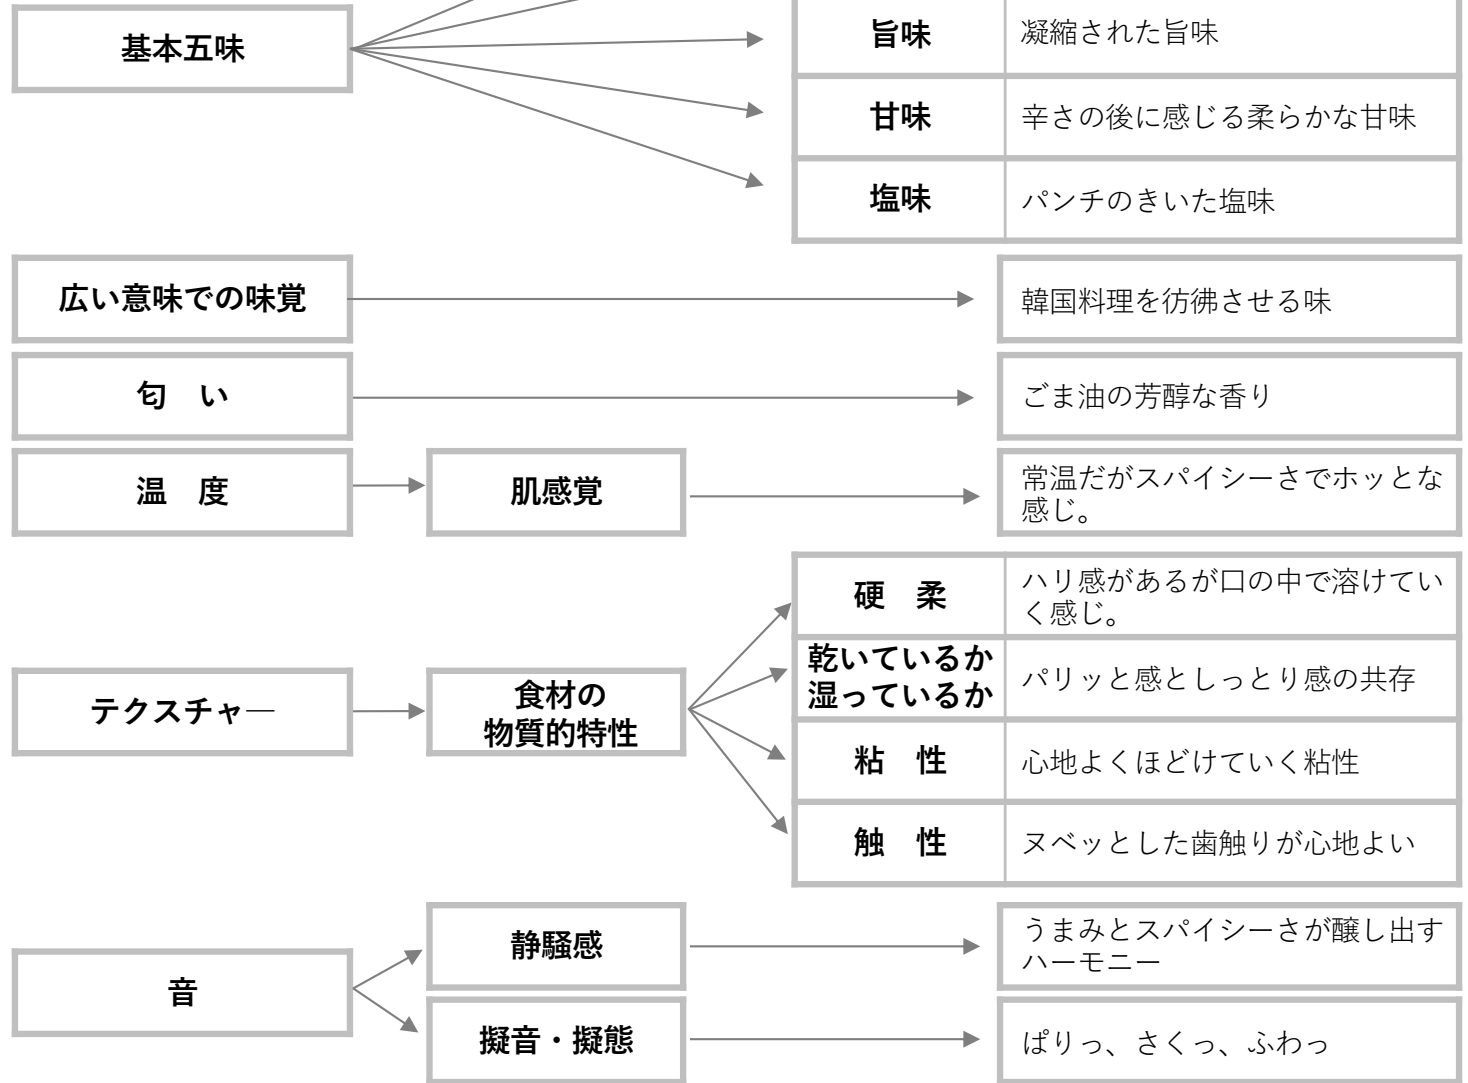 基本五味
旨味
凝縮された旨味
甘味
辛さの後に感じる柔らかな甘味
塩味
パンチのきいた塩味
広い意味での味覚
韓国料理を彷彿させる味
匂　い
ごま油の芳醇な香り
温　度
肌感覚
常温だがスパイシーさでホッとな
感じ。
テクスチャ―
食材の
物質的特性
硬　柔
ハリ感があるが口の中で溶けてい
く感じ。
乾いているか
湿っているか
パリッと感としっとり感の共存
粘　性
心地よくほどけていく粘性
触　性
ヌベッとした歯触りが心地よい
音
静騒感
うまみとスパイシーさが醸し出す
ハーモニー
擬音・擬態
ぱりっ、さくっ、ふわっ